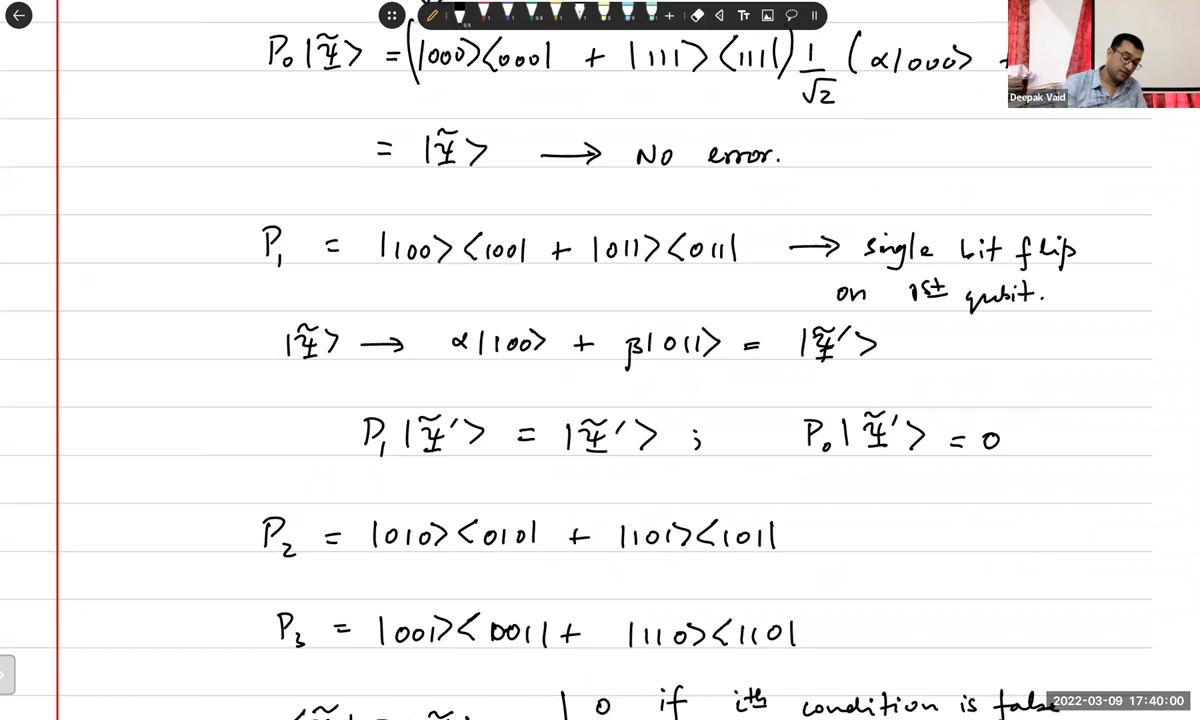 P₀|Ψ̃> = (|000><000| + |111><111|) 1/√2 (α|000> +
Deepak Vaid
= |Ψ̃> → No error.
P₁ = |100><100| + |011><011| → single bit flip
on 1st qubit.
|Ψ̃> → α|100> + β|011> = |Ψ̃′>
P₁|Ψ̃′> = |Ψ̃′> ; P₀|Ψ̃′> = 0
P₂ = |010><010| + |101><101|
P₃ = |001><001| + |110><110|
0 if ith condition is false
2022-03-09 17:40:00